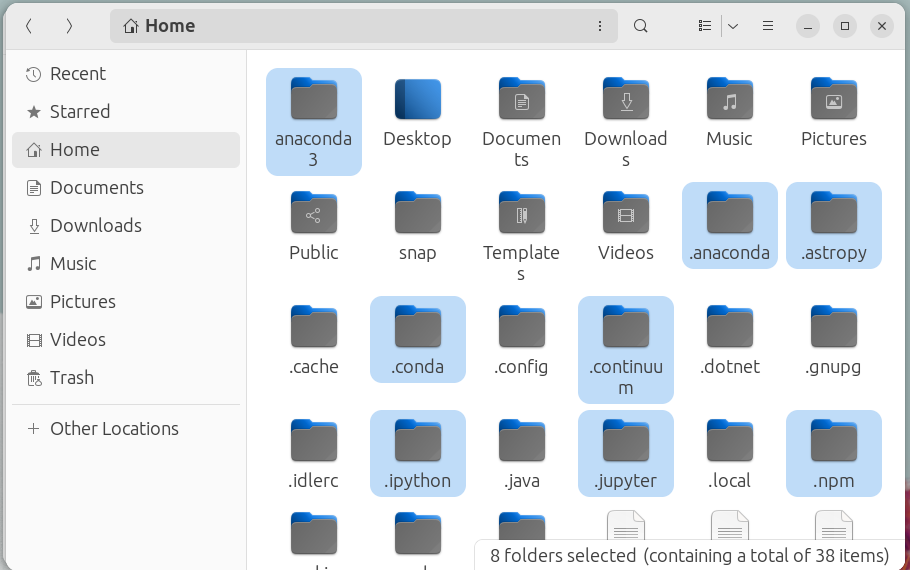 Home
Recent
Starred
Home
Documents
Downloads
Music
Pictures
Videos
Trash
Other Locations
anaconda
3
Desktop
Documen
ts
Download
s
Music
Pictures
Public
snap
Template
s
Videos
.anaconda
.astropy
.cache
.conda
.config
.continuu
m
.dotnet
.gnupg
.idlerc
.ipython
.java
.jupyter
.local
.npm
8 folders selected (containing a total of 38 items)